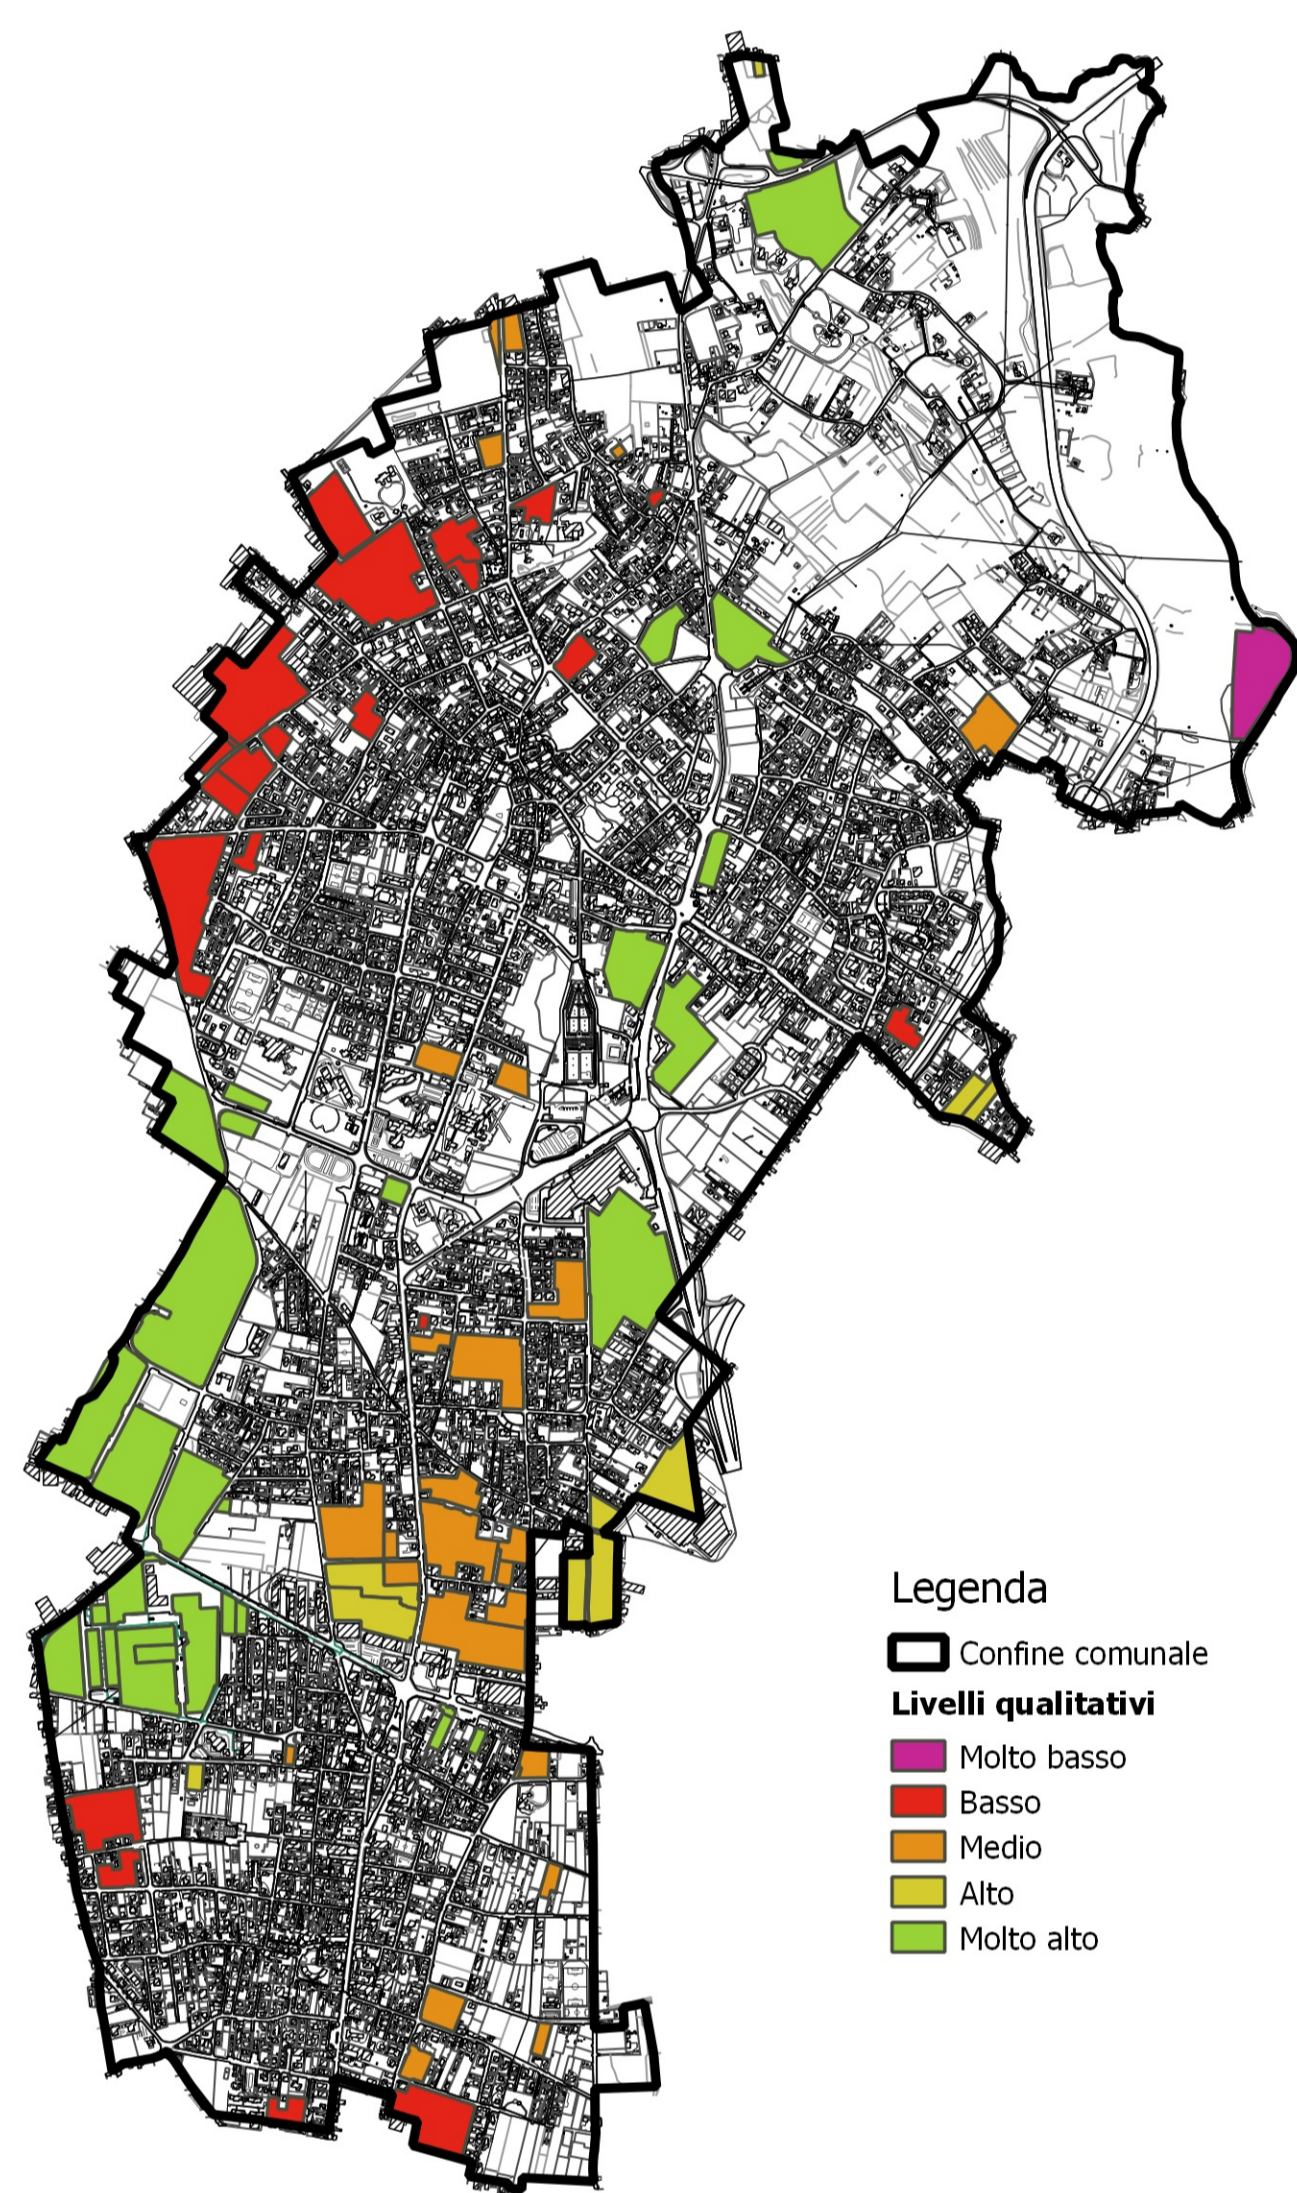 Legenda
Confine comunale
Livelli qualitativi
Molto basso
Basso
Medio
Alto
Molto alto